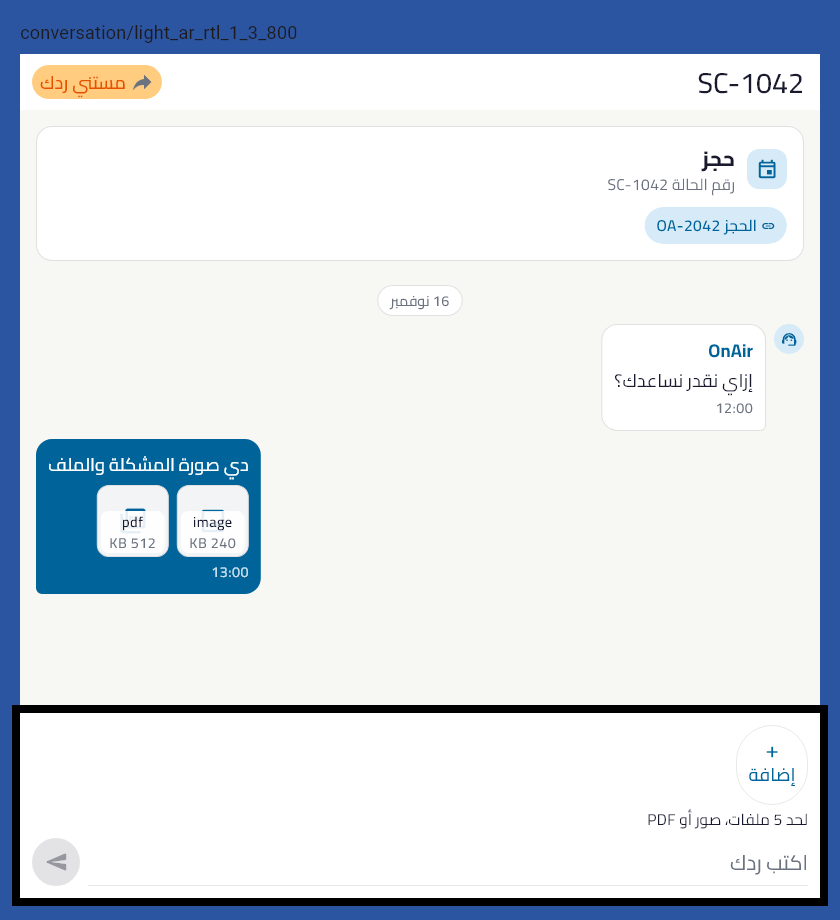 conversation/light_ar_rtl_1_3_800
SC-1042
مستني ردك
حجز
رقم الحالة SC-1042
الحجز OA-2042
16 نوفمبر
OnAir
إزاي نقدر نساعدك؟
12:00
دي صورة المشكلة والملف
image
240 KB
pdf
512 KB
13:00
+
إضافة
لحد 5 ملفات، صور أو PDF
اكتب ردك